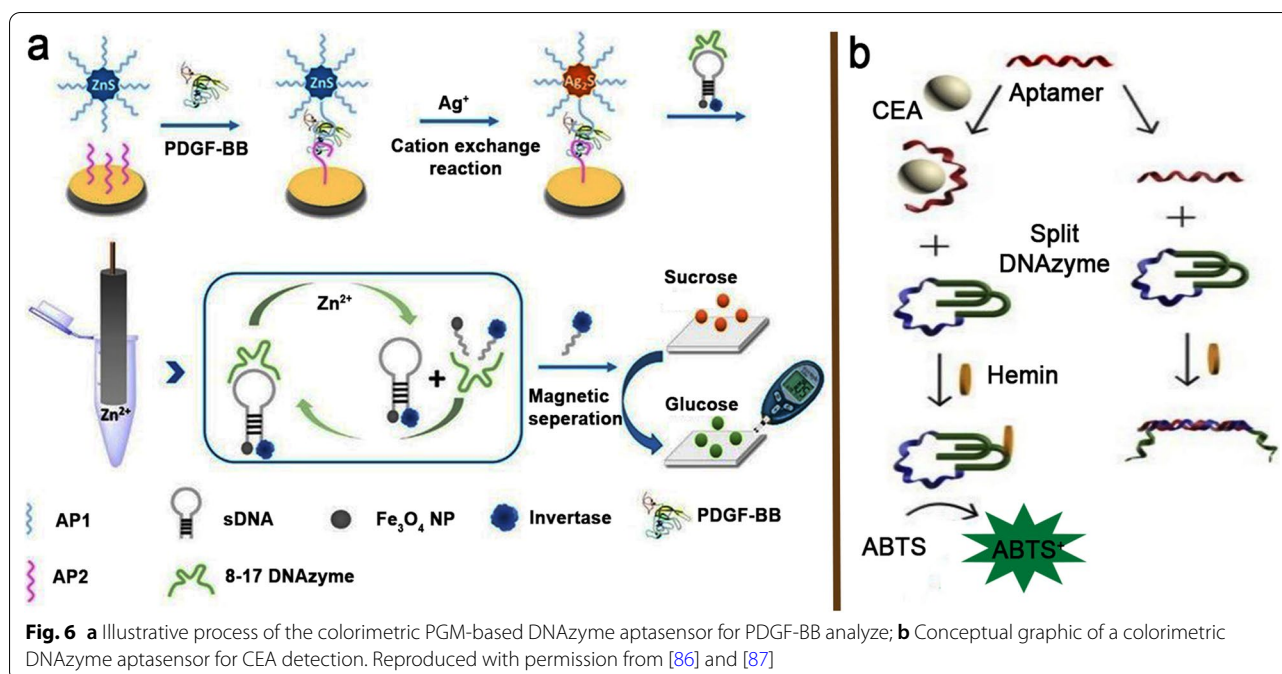 a
ZnS
ZnS
Ag₂S
PDGF-BB
Ag⁺
Cation exchange
reaction
Zn²⁺
Zn²⁺
+
Magnetic
seperation
Sucrose
Glucose
AP1
sDNA
Fe₃O₄ NP
Invertase
PDGF-BB
AP2
8-17 DNAzyme
b
CEA
Aptamer
+
+
Split
DNAzyme
Hemin
ABTS
ABTS⁺
Fig. 6 a Illustrative process of the colorimetric PGM-based DNAzyme aptasensor for PDGF-BB analyze; b Conceptual graphic of a colorimetric
DNAzyme aptasensor for CEA detection. Reproduced with permission from [86] and [87]